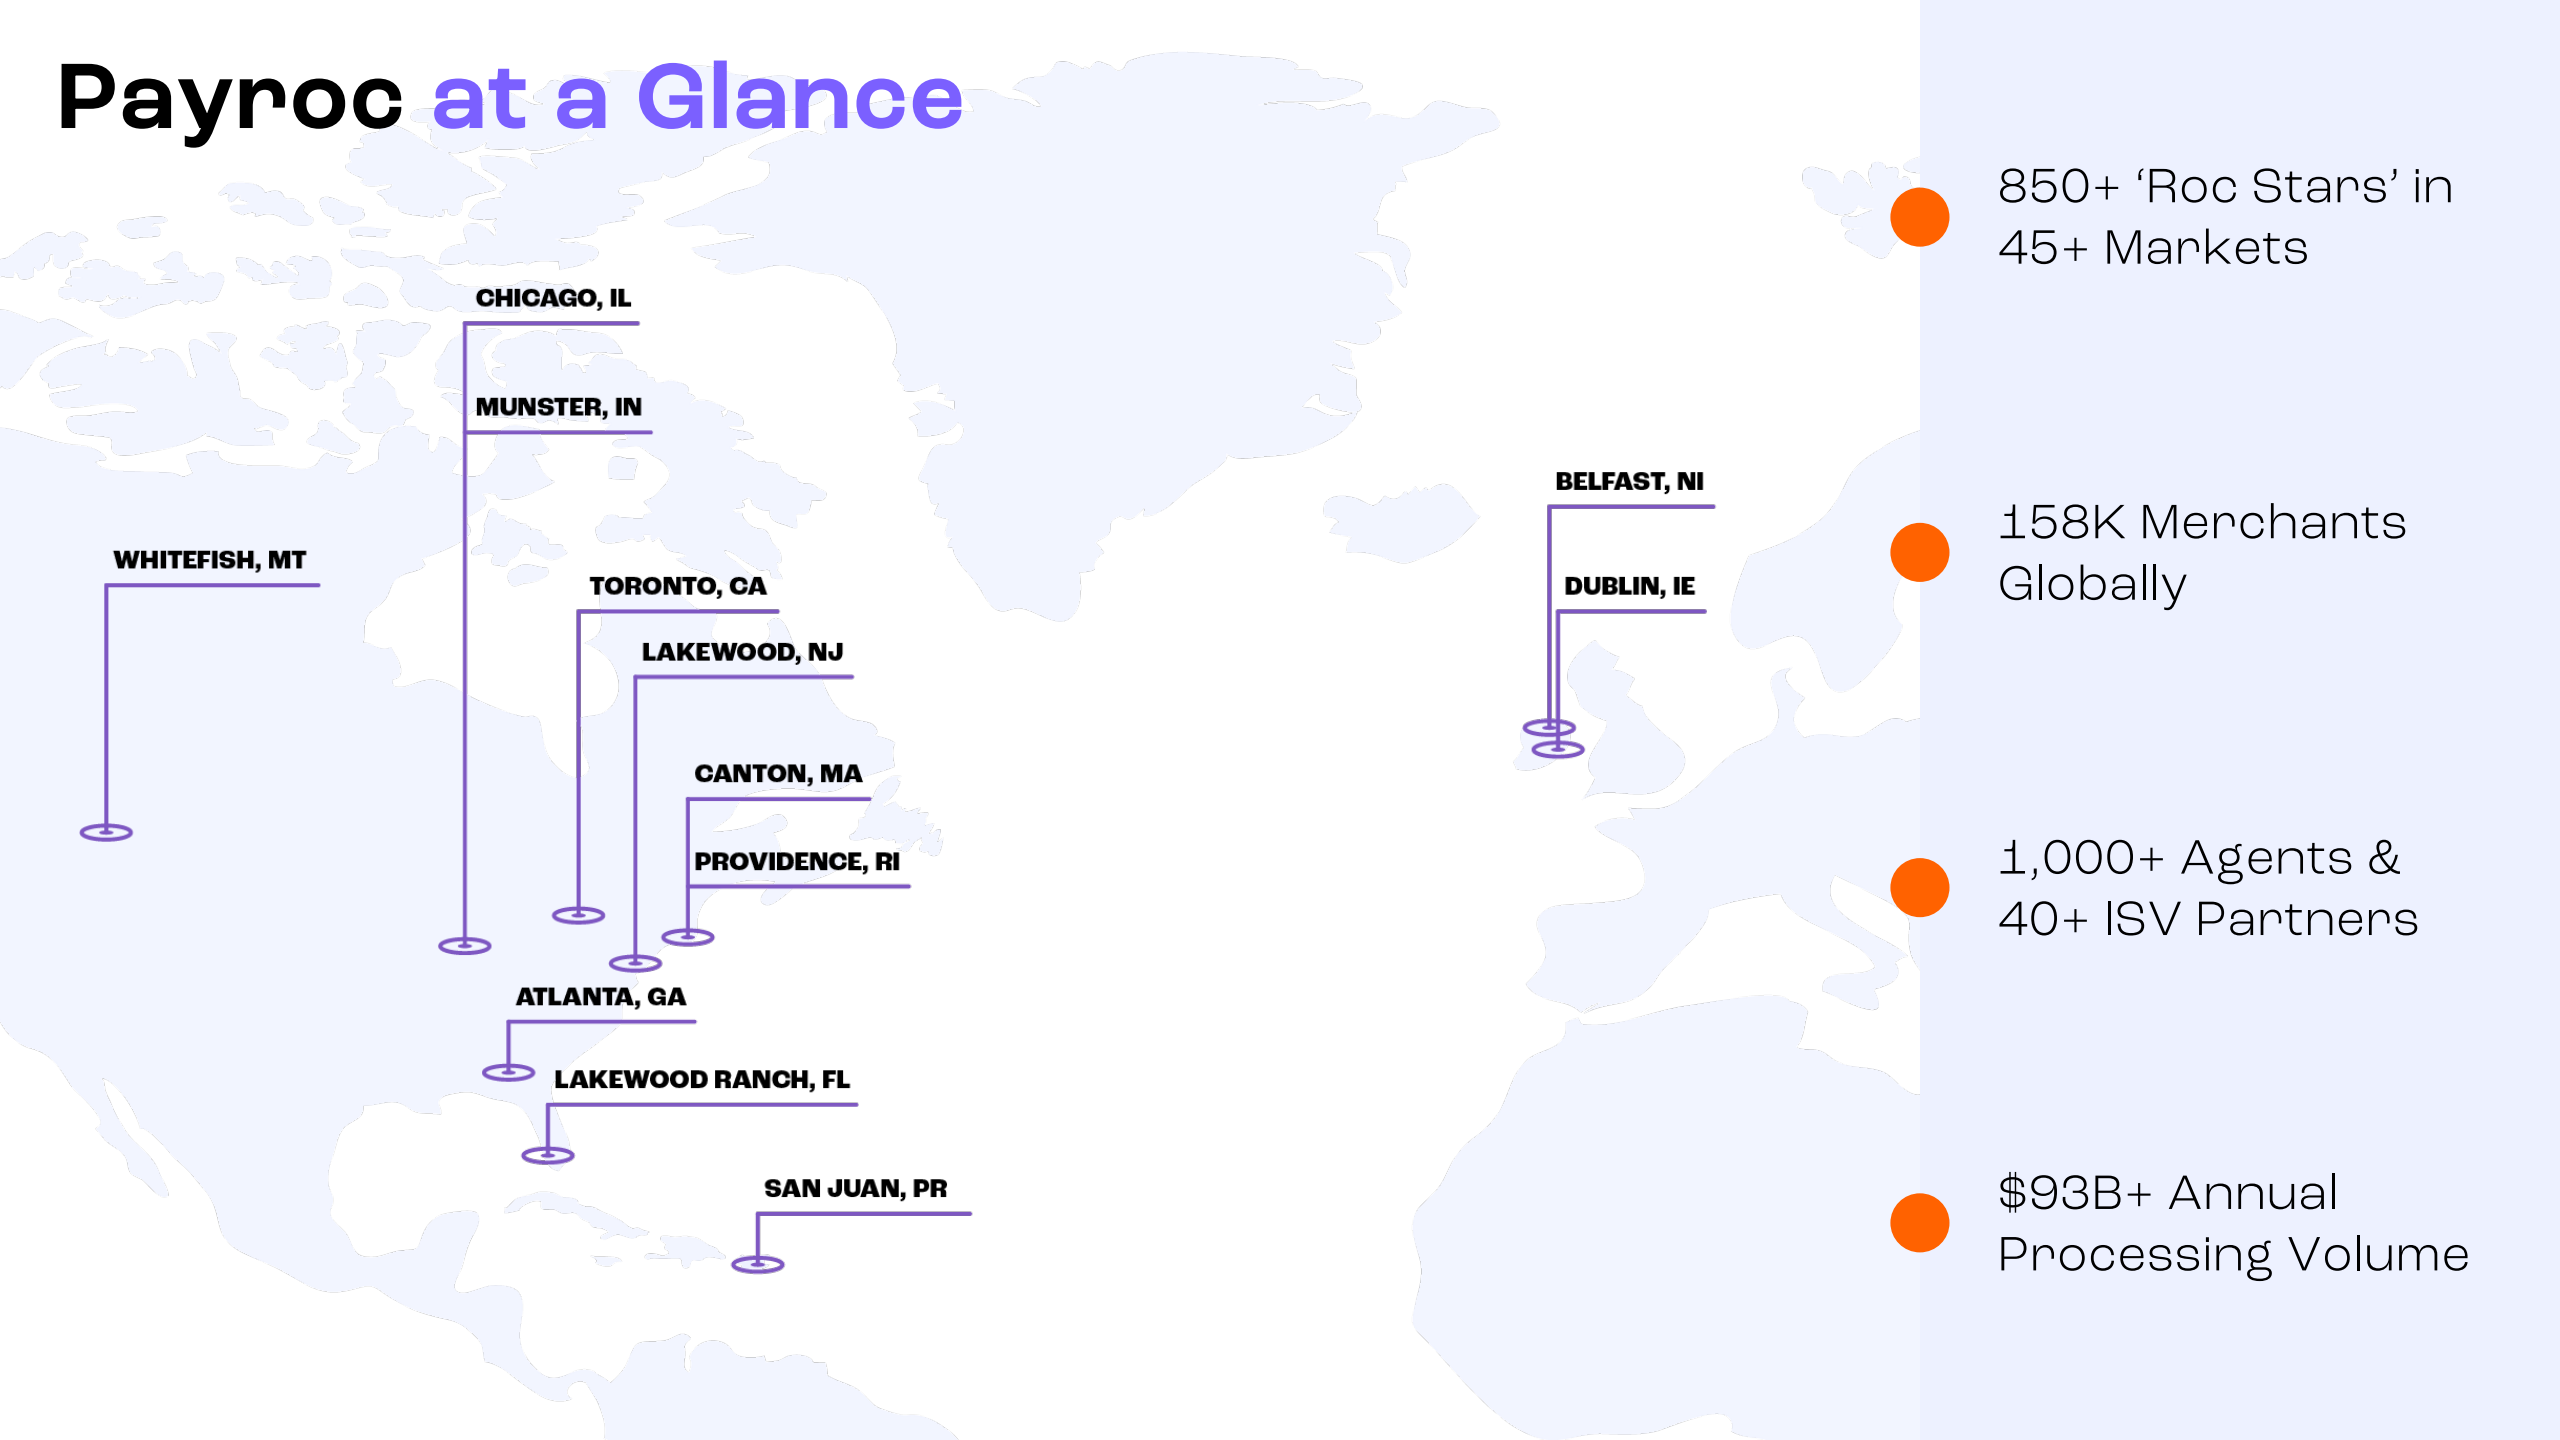 Payroc at a Glance
CHICAGO, IL
MUNSTER, IN
WHITEFISH, MT
TORONTO, CA
LAKEWOOD, NJ
CANTON, MA
PROVIDENCE, RI
ATLANTA, GA
LAKEWOOD RANCH, FL
SAN JUAN, PR
BELFAST, NI
DUBLIN, IE
850+ ‘Roc Stars’ in
45+ Markets
158K Merchants
Globally
1,000+ Agents &
40+ ISV Partners
$93B+ Annual
Processing Volume